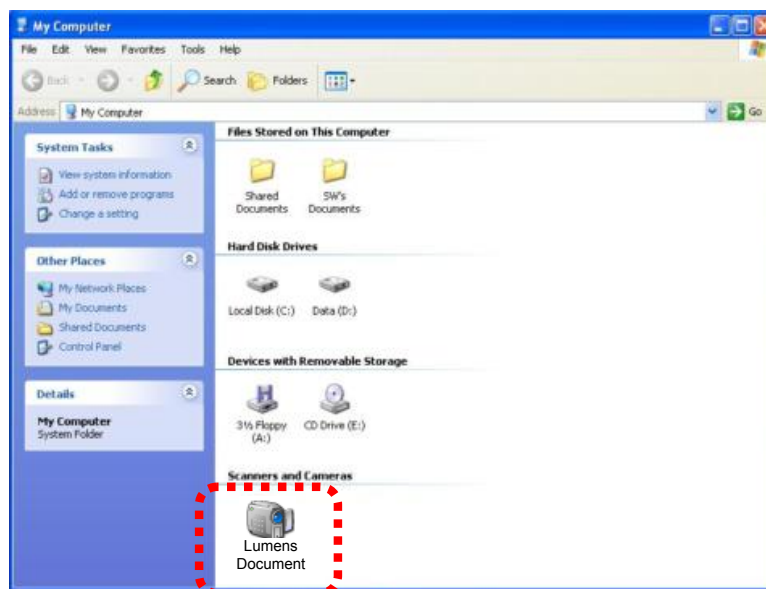 My Computer
File Edit View Favorites Tools Help
Back Search Folders
Address My Computer Go
System Tasks
View system information
Add or remove programs
Change a setting
Other Places
My Network Places
My Documents
Shared Documents
Control Panel
Details
My Computer
System Folder
Files Stored on This Computer
Shared Documents
SW's Documents
Hard Disk Drives
Local Disk (C:) Data (D:)
Devices with Removable Storage
3½ Floppy (A:)
CD Drive (E:)
Scanners and Cameras
Lumens
Document